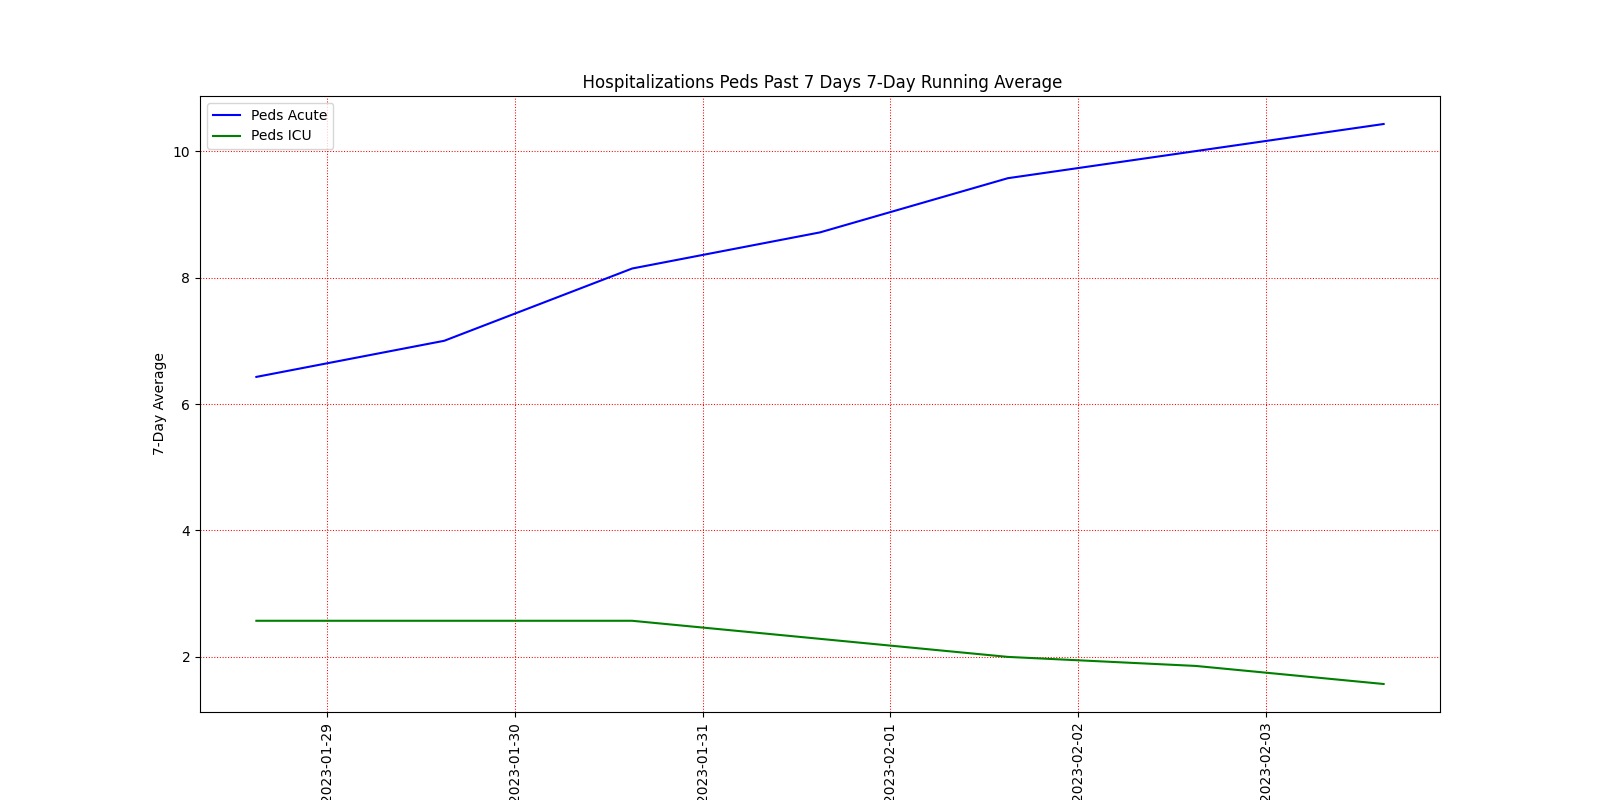 Hospitalizations Peds Past 7 Days 7-Day Running Average
Peds Acute
Peds ICU
10
8
6
4
2
7-Day Average
2023-01-29
2023-01-30
2023-01-31
2023-02-01
2023-02-02
2023-02-03